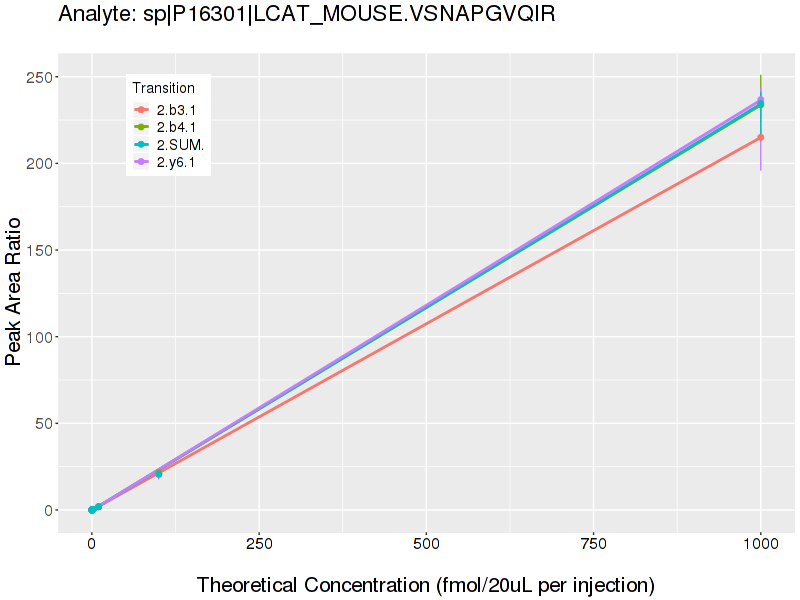 Analyte: sp|P16301|LCAT_MOUSE.VSNAPGVQIR
Transition
2.b3.1
2.b4.1
2.SUM.
2.y6.1
250
200
150
100
50
0
Peak Area Ratio
0 250 500 750 1000
Theoretical Concentration (fmol/20uL per injection)